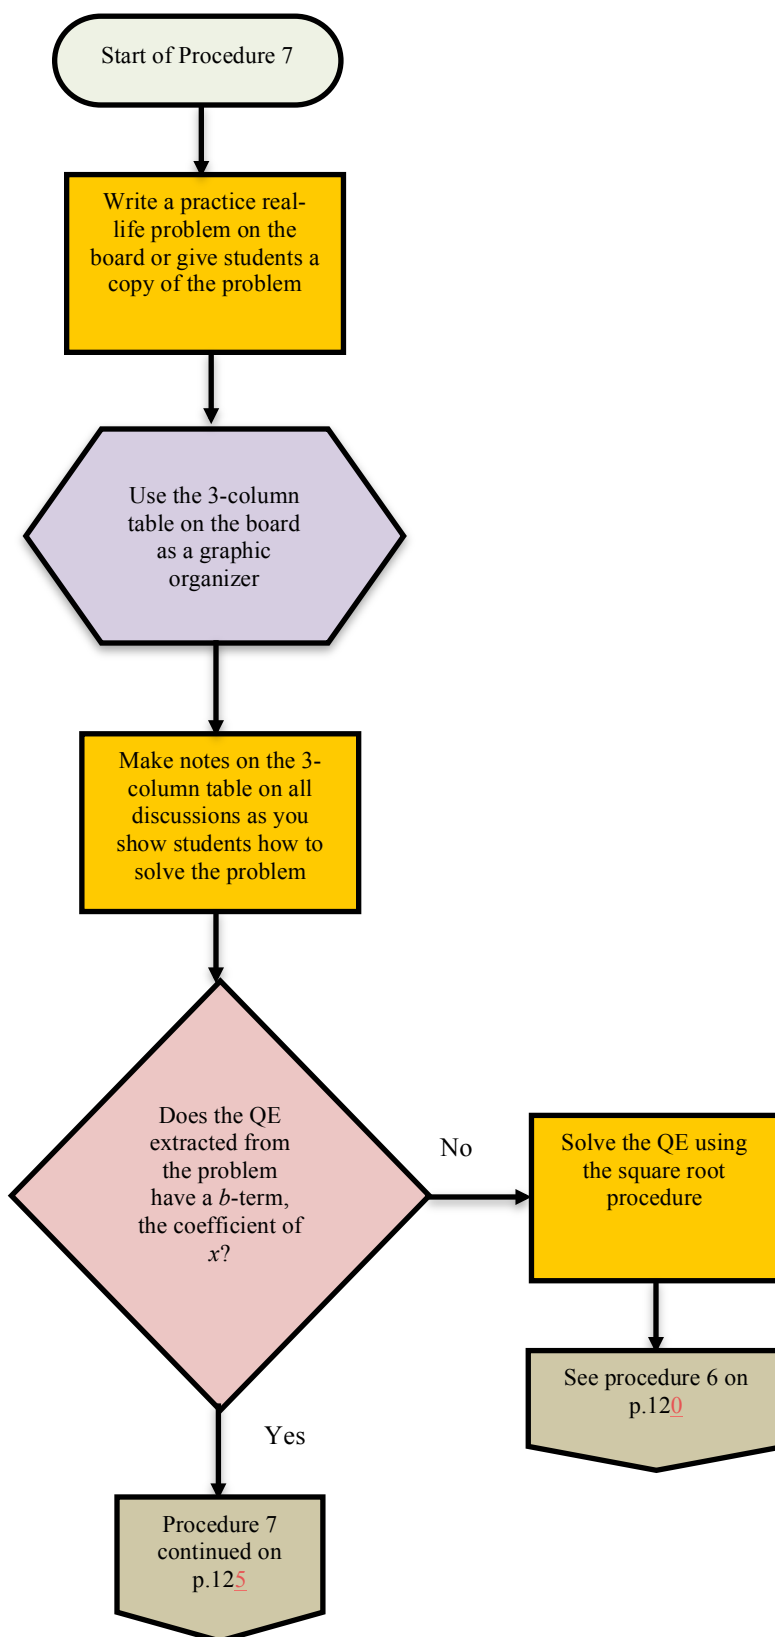 Start of Procedure 7
Write a practice real-
life problem on the
board or give students a
copy of the problem
Use the 3-column
table on the board
as a graphic
organizer
Make notes on the 3-
column table on all
discussions as you
show students how to
solve the problem
Does the QE
extracted from
the problem
have a b-term,
the coefficient of
x?
No
Solve the QE using
the square root
procedure
See procedure 6 on
p.120
Yes
Procedure 7
continued on
p.125